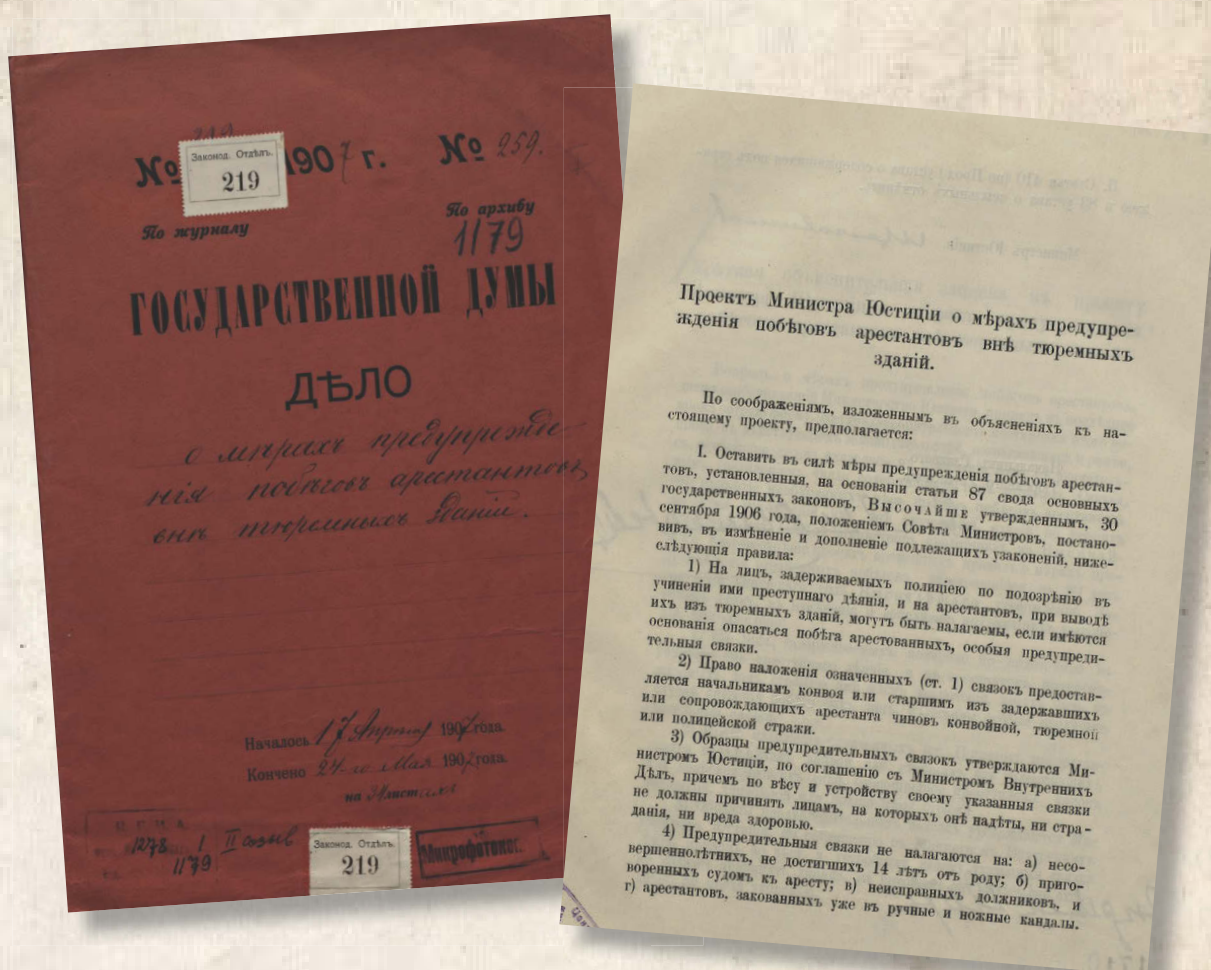 № 1907 г. № 259.
Законод. Отдѣлъ.
219
По журналу
По архиву
1179
ГОСУДАРСТВЕННОЙ ДУМЫ
ДѢЛО
о мѣрахъ предупрежде
нія побѣговъ арестантовъ,
внѣ тюремныхъ зданій.
Началось 17 Апрѣля 1907 года.
Кончено 24-го Мая 1907 года.
на листахъ
1278 1 II созыв
1179
Законод. Отдѣлъ.
219
Микрофотокоп.
Проектъ Министра Юстиціи о мѣрахъ предупре-
жденія побѣговъ арестантовъ внѣ тюремныхъ
зданій.
По соображеніямъ, изложеннымъ въ объясненіяхъ къ на-
стоящему проекту, предполагается:
I. Оставить въ силѣ мѣры предупрежденія побѣговъ арестан-
товъ, установленныя, на основаніи статьи 87 свода основныхъ
государственныхъ законовъ, Высочайше утвержденнымъ, 30
сентября 1906 года, положеніемъ Совѣта Министровъ, постано-
вивъ, въ измѣненіе и дополненіе подлежащихъ узаконеній, ниже-
слѣдующія правила:
1) На лицъ, задерживаемыхъ полиціею по подозрѣнію въ
учиненіи ими преступнаго дѣянія, и на арестантовъ, при выводѣ
ихъ изъ тюремныхъ зданій, могутъ быть налагаемы, если имѣются
основанія опасаться побѣга арестованныхъ, особыя предупреди-
тельныя связки.
2) Право наложенія означенныхъ (ст. 1) связокъ предостав-
ляется начальникамъ конвоя или старшимъ изъ задержавшихъ
или сопровождающихъ арестанта чиновъ конвойной, тюремной
или полицейской стражи.
3) Образцы предупредительныхъ связокъ утверждаются Ми-
нистромъ Юстиціи, по соглашенію съ Министромъ Внутреннихъ
Дѣлъ, причемъ по вѣсу и устройству своему указанныя связки
не должны причинять лицамъ, на которыхъ онѣ надѣты, ни стра-
данія, ни вреда здоровью.
4) Предупредительныя связки не налагаются на: а) несо-
вершеннолѣтнихъ, не достигшихъ 14 лѣтъ отъ роду; б) приго-
воренныхъ судомъ къ аресту; в) неисправныхъ должниковъ, и
г) арестантовъ, закованныхъ уже въ ручные и ножные кандалы.